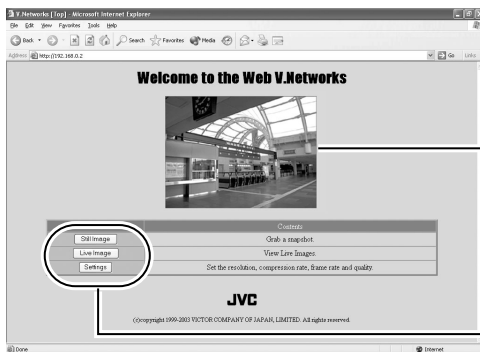 V.Networks [Top] - Microsoft Internet Explorer
File Edit View Favorites Tools Help
Back Search Favorites Media
Address http://192.168.0.2 Go Links
Welcome to the Web V.Networks
Contents
Still Image Grab a snapshot.
Live Image View Live Images.
Settings Set the resolution, compression rate, frame rate and quality.
JVC
(c)copyright 1999-2003 VICTOR COMPANY OF JAPAN, LIMITED. All rights reserved.
Done Internet